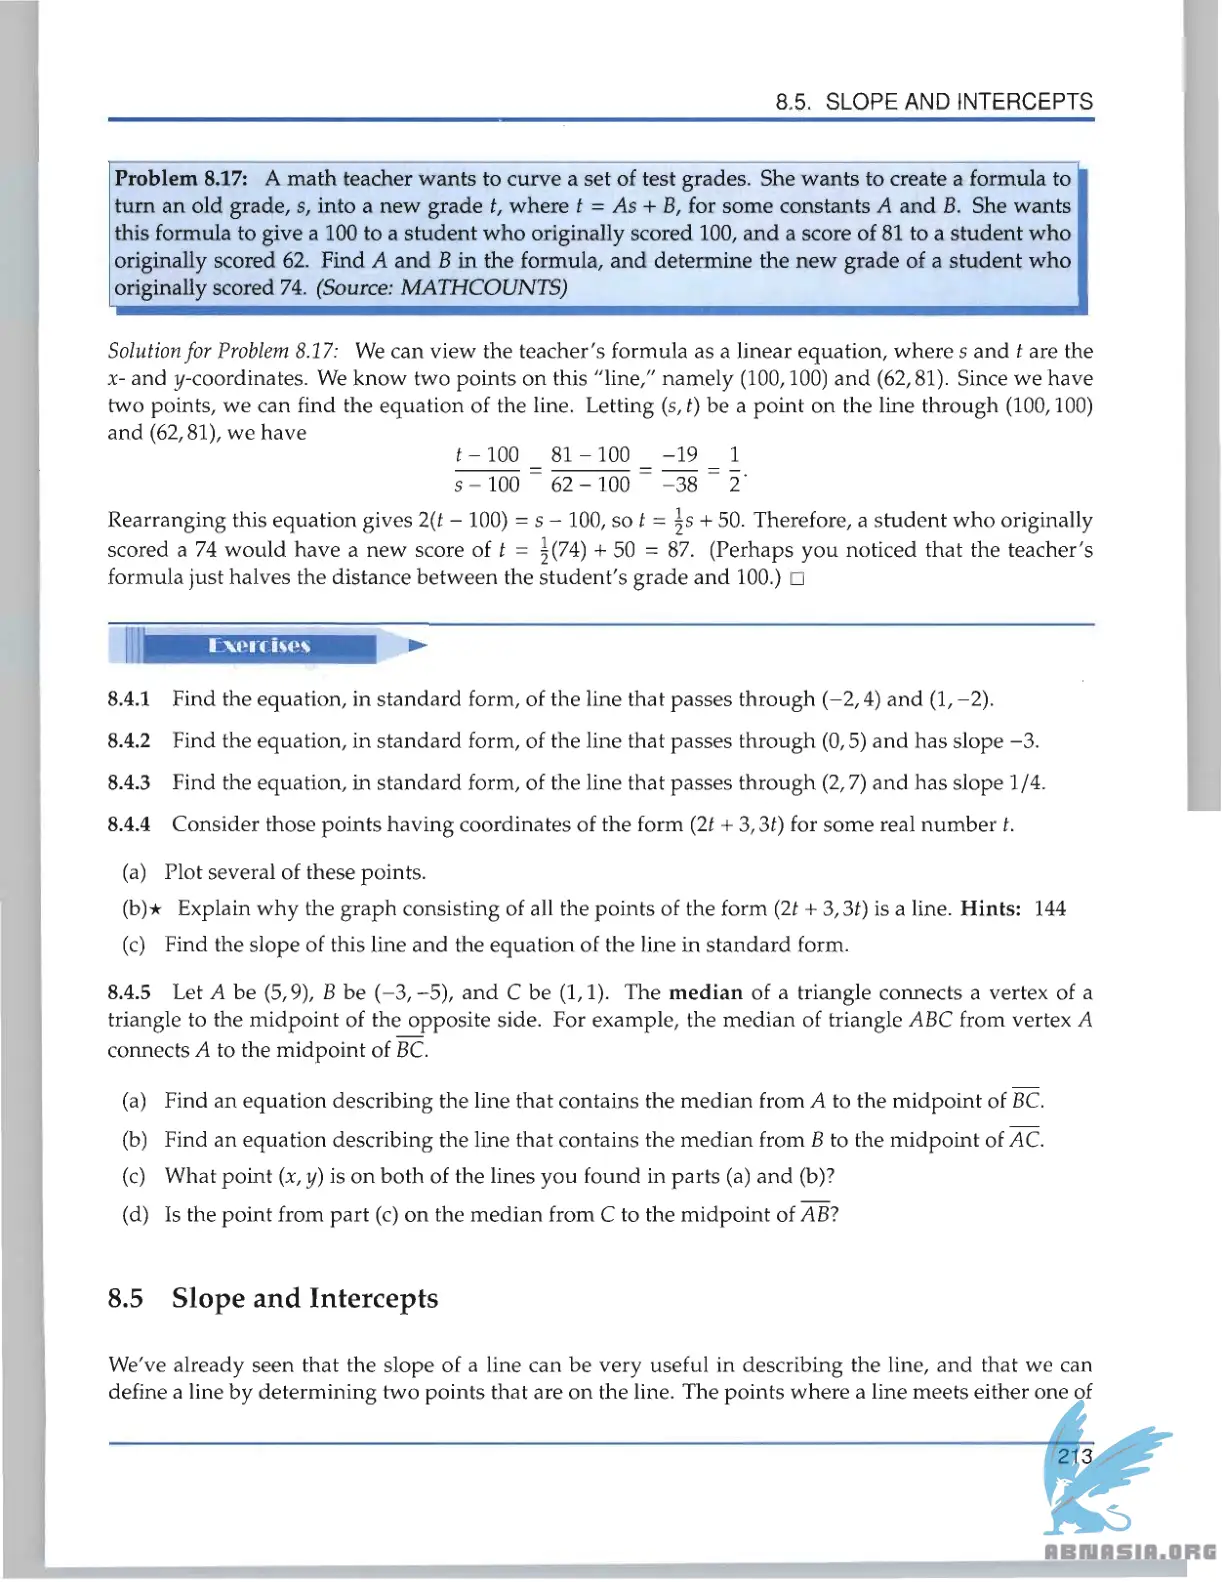 8.5. SLOPE AND INTERCEPTS
Problem 8.17: A math teacher wants to curve a set of test grades. She wants to create a formula to
turn an old grade, s, into a new grade t, where t = As + B, for some constants A and B. She wants
this formula to give a 100 to a student who originally scored 100, and a score of 81 to a student who
originally scored 62. Find A and B in the formula, and determine the new grade of a student who
originally scored 74. (Source: MATHCOUNTS)
Solution for Problem 8.17: We can view the teacher's formula as a linear equation, where s and t are the
x- and y-coordinates. We know two points on this "line," namely (100, 100) and (62, 81). Since we have
two points, we can find the equation of the line. Letting (s, t) be a point on the line through (100, 100)
and (62, 81), we have
t − 100 / s − 100 = 81 − 100 / 62 − 100 = −19 / −38 = 1 / 2.
Rearranging this equation gives 2(t − 100) = s − 100, so t = ½s + 50. Therefore, a student who originally
scored a 74 would have a new score of t = ½(74) + 50 = 87. (Perhaps you noticed that the teacher's
formula just halves the distance between the student's grade and 100.) □
Exercises
8.4.1 Find the equation, in standard form, of the line that passes through (−2, 4) and (1, −2).
8.4.2 Find the equation, in standard form, of the line that passes through (0, 5) and has slope −3.
8.4.3 Find the equation, in standard form, of the line that passes through (2, 7) and has slope 1/4.
8.4.4 Consider those points having coordinates of the form (2t + 3, 3t) for some real number t.
(a) Plot several of these points.
(b)★ Explain why the graph consisting of all the points of the form (2t + 3, 3t) is a line. Hints: 144
(c) Find the slope of this line and the equation of the line in standard form.
8.4.5 Let A be (5, 9), B be (−3, −5), and C be (1, 1). The median of a triangle connects a vertex of a
triangle to the midpoint of the opposite side. For example, the median of triangle ABC from vertex A
connects A to the midpoint of B̅C̅.
(a) Find an equation describing the line that contains the median from A to the midpoint of B̅C̅.
(b) Find an equation describing the line that contains the median from B to the midpoint of A̅C̅.
(c) What point (x, y) is on both of the lines you found in parts (a) and (b)?
(d) Is the point from part (c) on the median from C to the midpoint of A̅B̅?
8.5 Slope and Intercepts
We've already seen that the slope of a line can be very useful in describing the line, and that we can
define a line by determining two points that are on the line. The points where a line meets either one of
213
ABNASIA.ORG